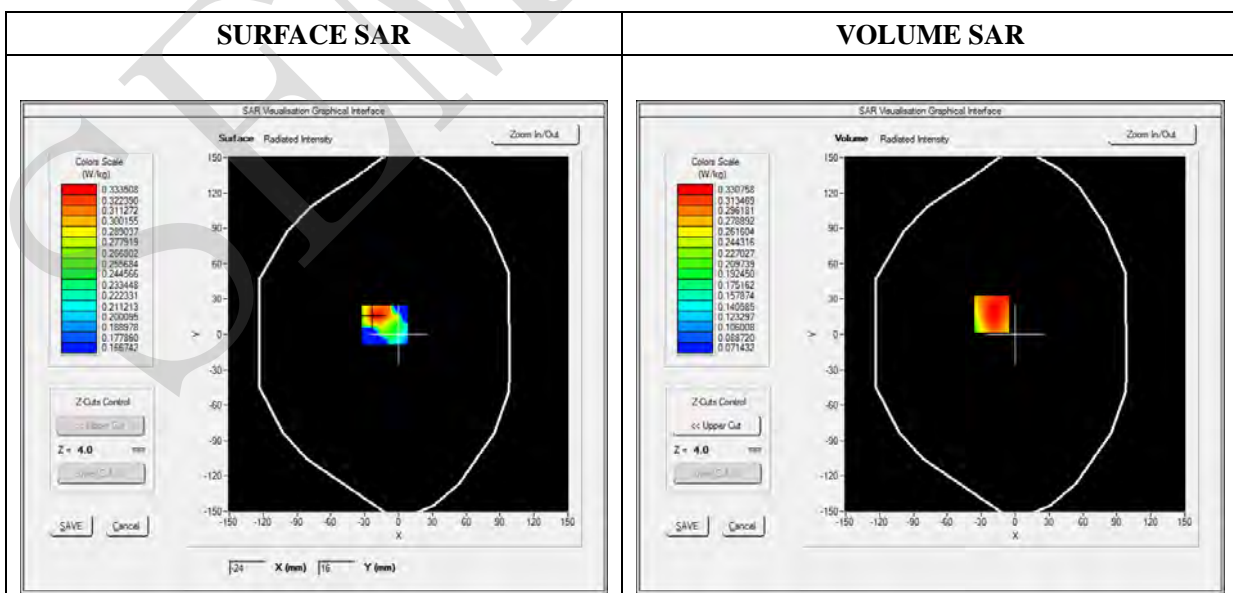 SURFACE SAR
VOLUME SAR
SAR Visualisation Graphical Interface
Surface Radiated Intensity
Zoom In/Out
Colors Scale
(W/kg)
0.333508
0.322390
0.311272
0.300155
0.289037
0.277919
0.266802
0.255684
0.244566
0.233448
0.222331
0.211213
0.200095
0.188978
0.177860
0.166742
Z-Cuts Control
<< Upper Cut
Z = 4.0 mm
SAVE Cancel
150
120
90
60
30
0
-30
-60
-90
-120
-150
Y
-150 -120 -90 -60 -30 0 30 60 90 120 150
X
-24 X (mm) 16 Y (mm)
SAR Visualisation Graphical Interface
Volume Radiated Intensity
Zoom In/Out
Colors Scale
(W/kg)
0.330758
0.313469
0.296181
0.278892
0.261604
0.244316
0.227027
0.209739
0.192450
0.175162
0.157874
0.140585
0.123297
0.106008
0.088720
0.071432
Z-Cuts Control
<< Upper Cut
Z = 4.0 mm
SAVE Cancel
150
120
90
60
30
0
-30
-60
-90
-120
-150
Y
-150 -120 -90 -60 -30 0 30 60 90 120 150
X